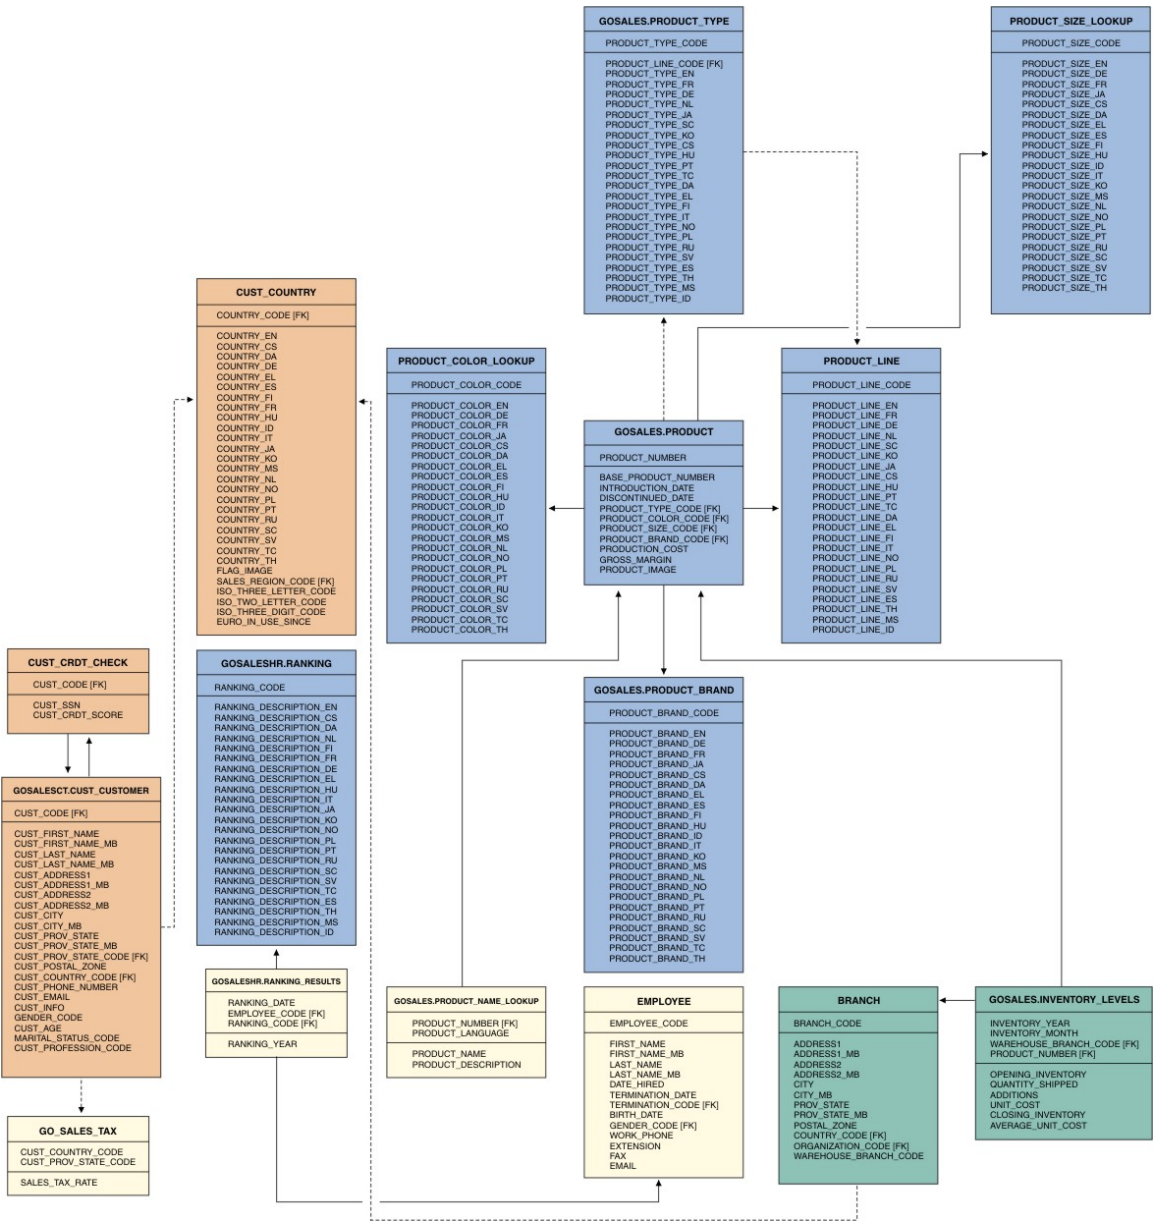 GOSALES.PRODUCT_TYPE
PRODUCT_TYPE_CODE
PRODUCT_LINE_CODE [FK]
PRODUCT_TYPE_EN
PRODUCT_TYPE_FR
PRODUCT_TYPE_DE
PRODUCT_TYPE_NL
PRODUCT_TYPE_JA
PRODUCT_TYPE_SC
PRODUCT_TYPE_KO
PRODUCT_TYPE_CS
PRODUCT_TYPE_HU
PRODUCT_TYPE_PT
PRODUCT_TYPE_TC
PRODUCT_TYPE_DA
PRODUCT_TYPE_EL
PRODUCT_TYPE_FI
PRODUCT_TYPE_IT
PRODUCT_TYPE_NO
PRODUCT_TYPE_PL
PRODUCT_TYPE_RU
PRODUCT_TYPE_SV
PRODUCT_TYPE_ES
PRODUCT_TYPE_TH
PRODUCT_TYPE_MS
PRODUCT_TYPE_ID
PRODUCT_SIZE_LOOKUP
PRODUCT_SIZE_CODE
PRODUCT_SIZE_EN
PRODUCT_SIZE_DE
PRODUCT_SIZE_FR
PRODUCT_SIZE_JA
PRODUCT_SIZE_CS
PRODUCT_SIZE_DA
PRODUCT_SIZE_EL
PRODUCT_SIZE_ES
PRODUCT_SIZE_FI
PRODUCT_SIZE_HU
PRODUCT_SIZE_ID
PRODUCT_SIZE_IT
PRODUCT_SIZE_KO
PRODUCT_SIZE_MS
PRODUCT_SIZE_NL
PRODUCT_SIZE_NO
PRODUCT_SIZE_PL
PRODUCT_SIZE_PT
PRODUCT_SIZE_RU
PRODUCT_SIZE_SC
PRODUCT_SIZE_SV
PRODUCT_SIZE_TC
PRODUCT_SIZE_TH
CUST_COUNTRY
COUNTRY_CODE [FK]
COUNTRY_EN
COUNTRY_CS
COUNTRY_DA
COUNTRY_DE
COUNTRY_EL
COUNTRY_ES
COUNTRY_FI
COUNTRY_FR
COUNTRY_HU
COUNTRY_ID
COUNTRY_IT
COUNTRY_JA
COUNTRY_KO
COUNTRY_MS
COUNTRY_NL
COUNTRY_NO
COUNTRY_PL
COUNTRY_PT
COUNTRY_RU
COUNTRY_SC
COUNTRY_SV
COUNTRY_TC
COUNTRY_TH
FLAG_IMAGE
SALES_REGION_CODE [FK]
ISO_THREE_LETTER_CODE
ISO_TWO_LETTER_CODE
ISO_THREE_DIGIT_CODE
EURO_IN_USE_SINCE
PRODUCT_COLOR_LOOKUP
PRODUCT_COLOR_CODE
PRODUCT_COLOR_EN
PRODUCT_COLOR_DE
PRODUCT_COLOR_FR
PRODUCT_COLOR_JA
PRODUCT_COLOR_CS
PRODUCT_COLOR_DA
PRODUCT_COLOR_EL
PRODUCT_COLOR_ES
PRODUCT_COLOR_FI
PRODUCT_COLOR_HU
PRODUCT_COLOR_ID
PRODUCT_COLOR_IT
PRODUCT_COLOR_KO
PRODUCT_COLOR_MS
PRODUCT_COLOR_NL
PRODUCT_COLOR_NO
PRODUCT_COLOR_PL
PRODUCT_COLOR_PT
PRODUCT_COLOR_RU
PRODUCT_COLOR_SC
PRODUCT_COLOR_SV
PRODUCT_COLOR_TC
PRODUCT_COLOR_TH
GOSALES.PRODUCT
PRODUCT_NUMBER
BASE_PRODUCT_NUMBER
INTRODUCTION_DATE
DISCONTINUED_DATE
PRODUCT_TYPE_CODE [FK]
PRODUCT_COLOR_CODE [FK]
PRODUCT_SIZE_CODE [FK]
PRODUCT_BRAND_CODE [FK]
PRODUCTION_COST
GROSS_MARGIN
PRODUCT_IMAGE
PRODUCT_LINE
PRODUCT_LINE_CODE
PRODUCT_LINE_EN
PRODUCT_LINE_FR
PRODUCT_LINE_DE
PRODUCT_LINE_NL
PRODUCT_LINE_SC
PRODUCT_LINE_KO
PRODUCT_LINE_JA
PRODUCT_LINE_CS
PRODUCT_LINE_HU
PRODUCT_LINE_PT
PRODUCT_LINE_TC
PRODUCT_LINE_DA
PRODUCT_LINE_EL
PRODUCT_LINE_FI
PRODUCT_LINE_IT
PRODUCT_LINE_NO
PRODUCT_LINE_PL
PRODUCT_LINE_RU
PRODUCT_LINE_SV
PRODUCT_LINE_ES
PRODUCT_LINE_TH
PRODUCT_LINE_MS
PRODUCT_LINE_ID
CUST_CRDT_CHECK
CUST_CODE [FK]
CUST_SSN
CUST_CRDT_SCORE
GOSALESHR.RANKING
RANKING_CODE
RANKING_DESCRIPTION_EN
RANKING_DESCRIPTION_CS
RANKING_DESCRIPTION_DA
RANKING_DESCRIPTION_NL
RANKING_DESCRIPTION_FI
RANKING_DESCRIPTION_FR
RANKING_DESCRIPTION_DE
RANKING_DESCRIPTION_EL
RANKING_DESCRIPTION_HU
RANKING_DESCRIPTION_IT
RANKING_DESCRIPTION_JA
RANKING_DESCRIPTION_KO
RANKING_DESCRIPTION_NO
RANKING_DESCRIPTION_PL
RANKING_DESCRIPTION_PT
RANKING_DESCRIPTION_RU
RANKING_DESCRIPTION_SC
RANKING_DESCRIPTION_SV
RANKING_DESCRIPTION_TC
RANKING_DESCRIPTION_ES
RANKING_DESCRIPTION_TH
RANKING_DESCRIPTION_MS
RANKING_DESCRIPTION_ID
GOSALES.PRODUCT_BRAND
PRODUCT_BRAND_CODE
PRODUCT_BRAND_EN
PRODUCT_BRAND_DE
PRODUCT_BRAND_FR
PRODUCT_BRAND_JA
PRODUCT_BRAND_CS
PRODUCT_BRAND_DA
PRODUCT_BRAND_EL
PRODUCT_BRAND_ES
PRODUCT_BRAND_FI
PRODUCT_BRAND_HU
PRODUCT_BRAND_ID
PRODUCT_BRAND_IT
PRODUCT_BRAND_KO
PRODUCT_BRAND_MS
PRODUCT_BRAND_NL
PRODUCT_BRAND_NO
PRODUCT_BRAND_PL
PRODUCT_BRAND_PT
PRODUCT_BRAND_RU
PRODUCT_BRAND_SC
PRODUCT_BRAND_SV
PRODUCT_BRAND_TC
PRODUCT_BRAND_TH
GOSALESCT.CUST_CUSTOMER
CUST_CODE [FK]
CUST_FIRST_NAME
CUST_FIRST_NAME_MB
CUST_LAST_NAME
CUST_LAST_NAME_MB
CUST_ADDRESS1
CUST_ADDRESS1_MB
CUST_ADDRESS2
CUST_ADDRESS2_MB
CUST_CITY
CUST_CITY_MB
CUST_PROV_STATE
CUST_PROV_STATE_MB
CUST_PROV_STATE_CODE [FK]
CUST_POSTAL_ZONE
CUST_COUNTRY_CODE [FK]
CUST_PHONE_NUMBER
CUST_EMAIL
CUST_INFO
GENDER_CODE
CUST_AGE
MARITAL_STATUS_CODE
CUST_PROFESSION_CODE
GOSALESHR.RANKING_RESULTS
RANKING_DATE
EMPLOYEE_CODE [FK]
RANKING_CODE [FK]
RANKING_YEAR
GOSALES.PRODUCT_NAME_LOOKUP
PRODUCT_NUMBER [FK]
PRODUCT_LANGUAGE
PRODUCT_NAME
PRODUCT_DESCRIPTION
EMPLOYEE
EMPLOYEE_CODE
FIRST_NAME
FIRST_NAME_MB
LAST_NAME
LAST_NAME_MB
DATE_HIRED
TERMINATION_DATE
TERMINATION_CODE [FK]
BIRTH_DATE
GENDER_CODE [FK]
WORK_PHONE
EXTENSION
FAX
EMAIL
BRANCH
BRANCH_CODE
ADDRESS1
ADDRESS1_MB
ADDRESS2
ADDRESS2_MB
CITY
CITY_MB
PROV_STATE
PROV_STATE_MB
POSTAL_ZONE
COUNTRY_CODE [FK]
ORGANIZATION_CODE [FK]
WAREHOUSE_BRANCH_CODE
GOSALES.INVENTORY_LEVELS
INVENTORY_YEAR
INVENTORY_MONTH
WAREHOUSE_BRANCH_CODE [FK]
PRODUCT_NUMBER [FK]
OPENING_INVENTORY
QUANTITY_SHIPPED
ADDITIONS
UNIT_COST
CLOSING_INVENTORY
AVERAGE_UNIT_COST
GO_SALES_TAX
CUST_COUNTRY_CODE
CUST_PROV_STATE_CODE
SALES_TAX_RATE